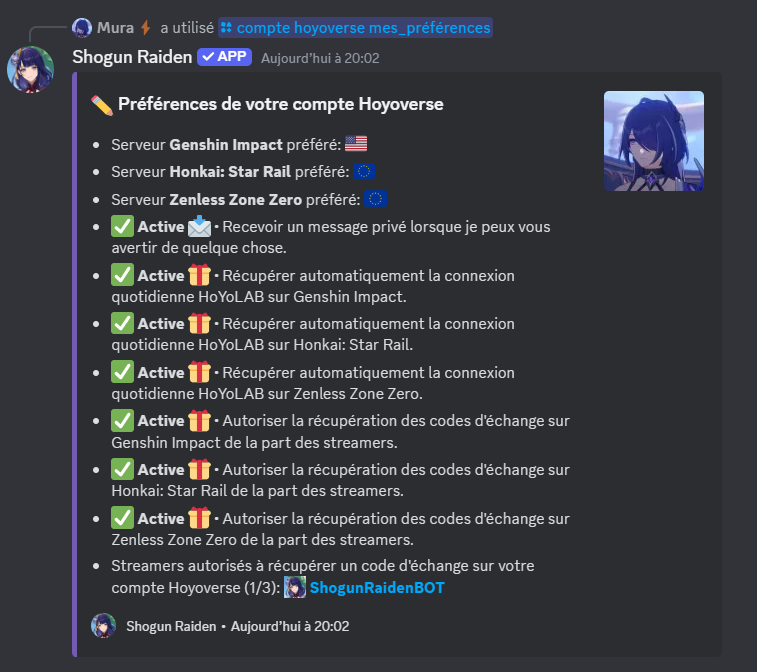 Mura a utilisé compte hoyoverse mes_préférences
Shogun Raiden APP Aujourd'hui à 20:02
Préférences de votre compte Hoyoverse
Serveur Genshin Impact préféré:
Serveur Honkai: Star Rail préféré:
Serveur Zenless Zone Zero préféré:
Active • Recevoir un message privé lorsque je peux vous
avertir de quelque chose.
Active • Récupérer automatiquement la connexion
quotidienne HoYoLAB sur Genshin Impact.
Active • Récupérer automatiquement la connexion
quotidienne HoYoLAB sur Honkai: Star Rail.
Active • Récupérer automatiquement la connexion
quotidienne HoYoLAB sur Zenless Zone Zero.
Active • Autoriser la récupération des codes d'échange sur
Genshin Impact de la part des streamers.
Active • Autoriser la récupération des codes d'échange sur
Honkai: Star Rail de la part des streamers.
Active • Autoriser la récupération des codes d'échange sur
Zenless Zone Zero de la part des streamers.
Streamers autorisés à récupérer un code d'échange sur votre
compte Hoyoverse (1/3): ShogunRaidenBOT
Shogun Raiden • Aujourd'hui à 20:02